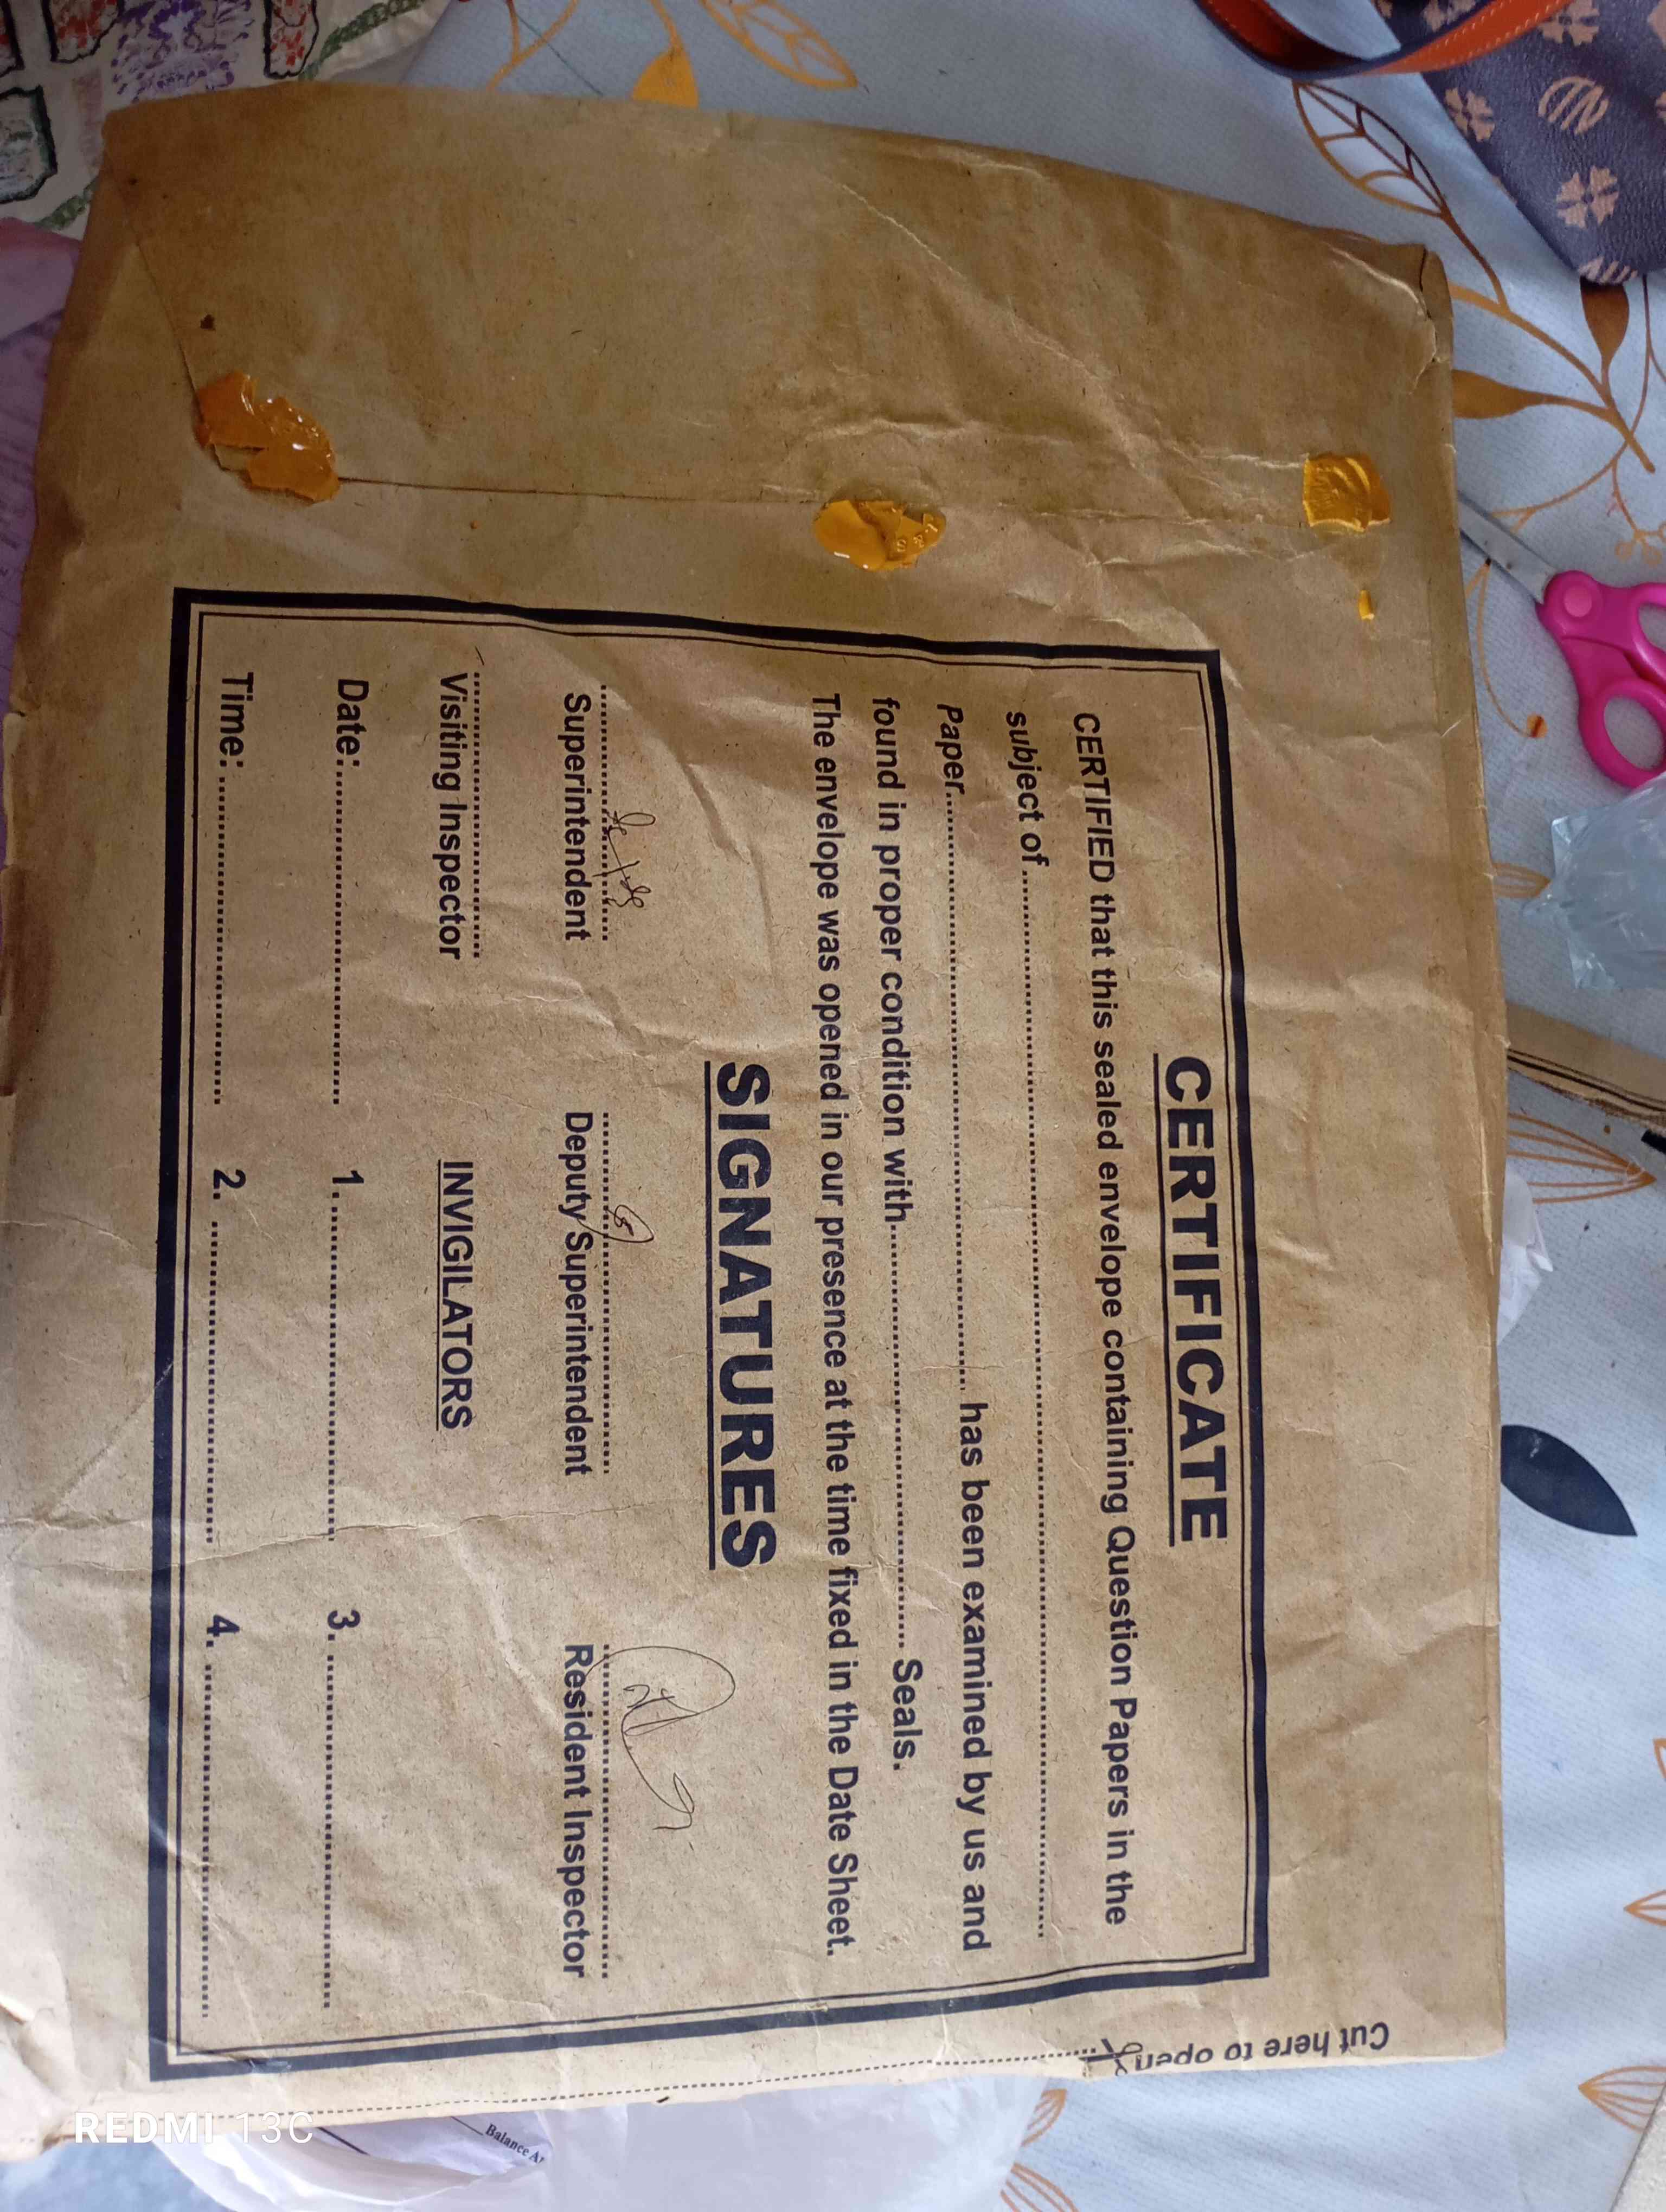 CERTIFICATE
CERTIFIED that this sealed envelope containing Question Papers in the
subject of........................................................................
Paper........................................................ has been examined by us and
found in proper condition with........................................ Seals.
The envelope was opened in our presence at the time fixed in the Date Sheet.
SIGNATURES
Superintendent Deputy Superintendent Resident Inspector
Visiting Inspector INVIGILATORS
Date:........................................ 1........................................ 3. ........................................
Time: ........................................ 2. ........................................ 4. ........................................
Cut here to open
Balance
REDMI 13C